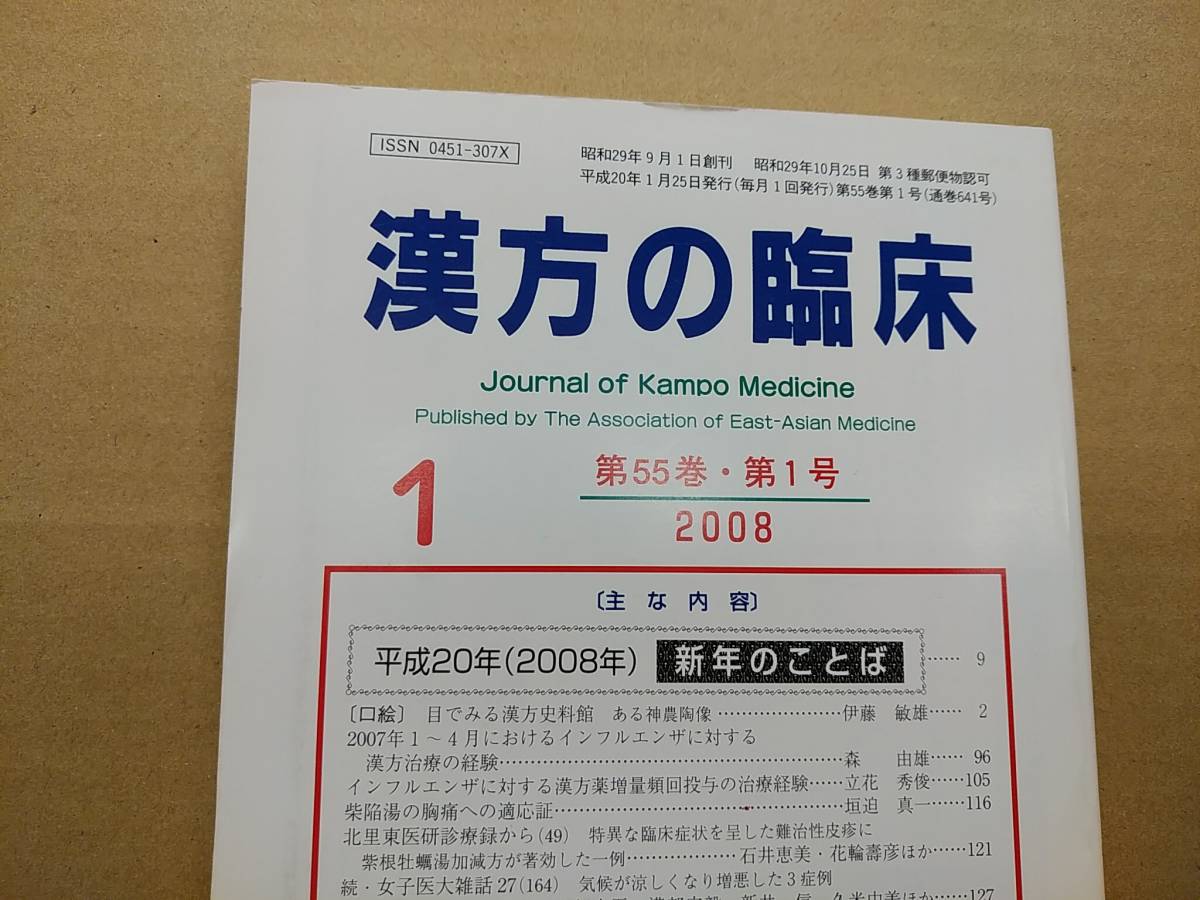 ISSN 0451-307X
昭和29年9月1日創刊 昭和29年10月25日 第3種郵便物認可
平成20年1月25日発行(毎月1回発行)第55巻第1号(通巻641号)
漢方の臨床
Journal of Kampo Medicine
Published by The Association of East-Asian Medicine
1
第55巻・第1号
2008
〔主な内容〕
平成20年(2008年) 新年のことば …… 9
〔口絵〕 目でみる漢方史料館 ある神農陶像 ………………… 伊藤 敏雄 …… 2
2007年1～4月におけるインフルエンザに対する
漢方治療の経験 ………………………………………… 森 由雄 …… 96
インフルエンザに対する漢方薬増量頻回投与の治療経験 …… 立花 秀俊 …… 105
柴陥湯の胸痛への適応証 ………………………………………… 垣迫 真一 …… 116
北里東医研診療録から(49) 特異な臨床症状を呈した難治性皮疹に
紫根牡蠣湯加減方が著効した一例 ……………… 石井恵美・花輪壽彦ほか …… 121
続・女子医大雑話27(164) 気候が涼しくなり増悪した3症例
久米由美ほか …… 127